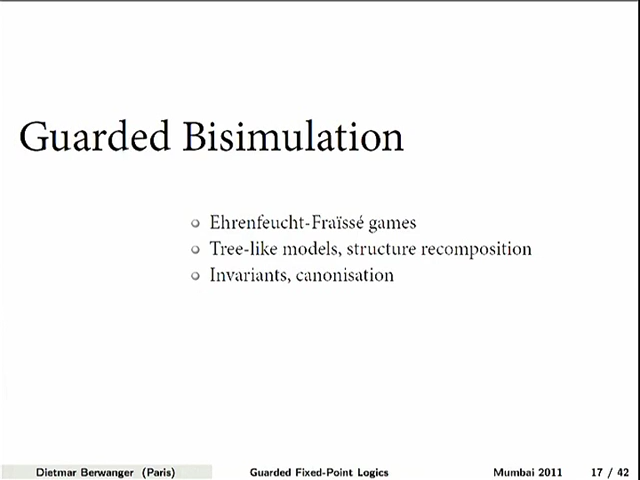 Guarded Bisimulation
Ehrenfeucht-Fraïssé games
Tree-like models, structure recomposition
Invariants, canonisation
Dietmar Berwanger (Paris) Guarded Fixed-Point Logics Mumbai 2011 17 / 42